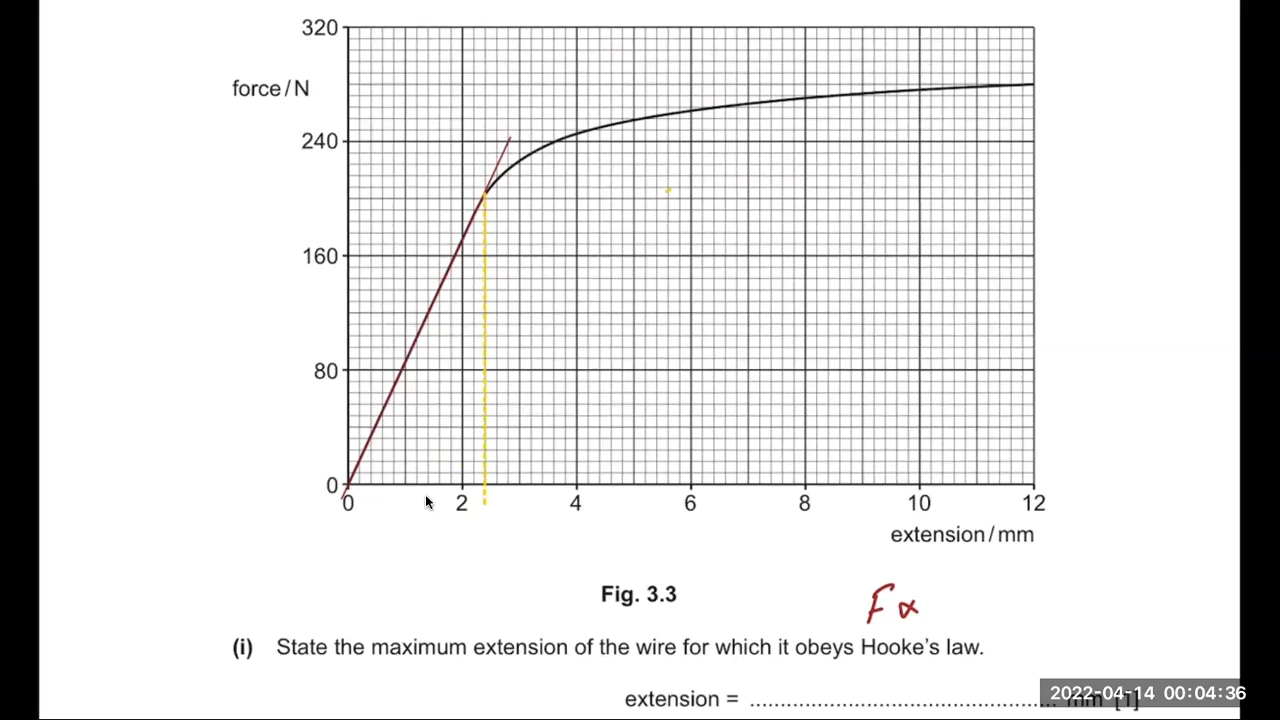 320
force / N
240
160
80
0
0 2 4 6 8 10 12
extension / mm
Fig. 3.3
F ∝
(i) State the maximum extension of the wire for which it obeys Hooke's law.
extension = .................................................. mm [1]
2022-04-14 00:04:36